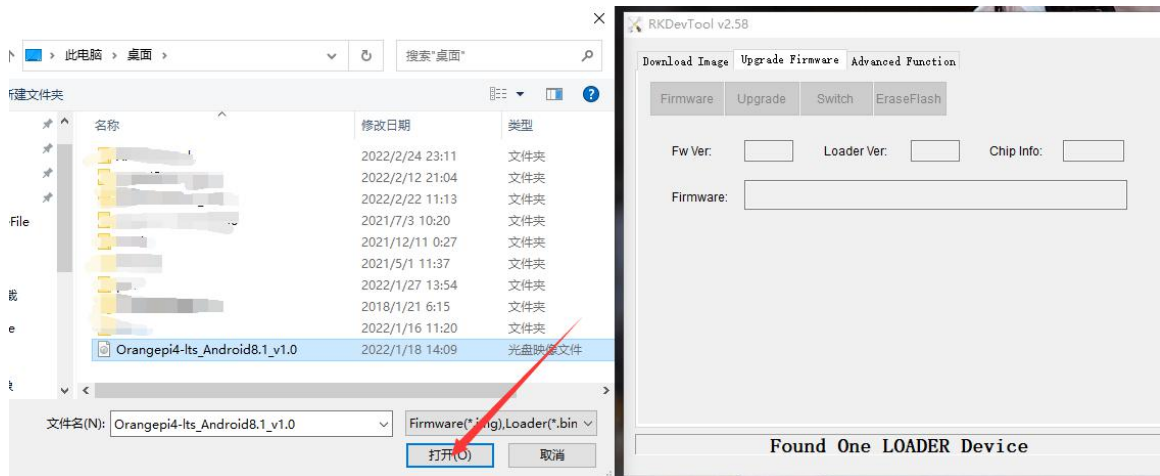 此电脑 › 桌面 ›
搜索"桌面"
新建文件夹
名称 修改日期 类型
2022/2/24 23:11 文件夹
2022/2/12 21:04 文件夹
2022/2/22 11:13 文件夹
2021/7/3 10:20 文件夹
2021/12/11 0:27 文件夹
2021/5/1 11:37 文件夹
2022/1/27 13:54 文件夹
2018/1/21 6:15 文件夹
2022/1/16 11:20 文件夹
Orangepi4-lts_Android8.1_v1.0 2022/1/18 14:09 光盘映像文件
File
文件名(N): Orangepi4-lts_Android8.1_v1.0 Firmware(*.img),Loader(*.bin
打开(O) 取消
RKDevTool v2.58
Download Image Upgrade Firmware Advanced Function
Firmware Upgrade Switch EraseFlash
Fw Ver: Loader Ver: Chip Info:
Firmware:
Found One LOADER Device